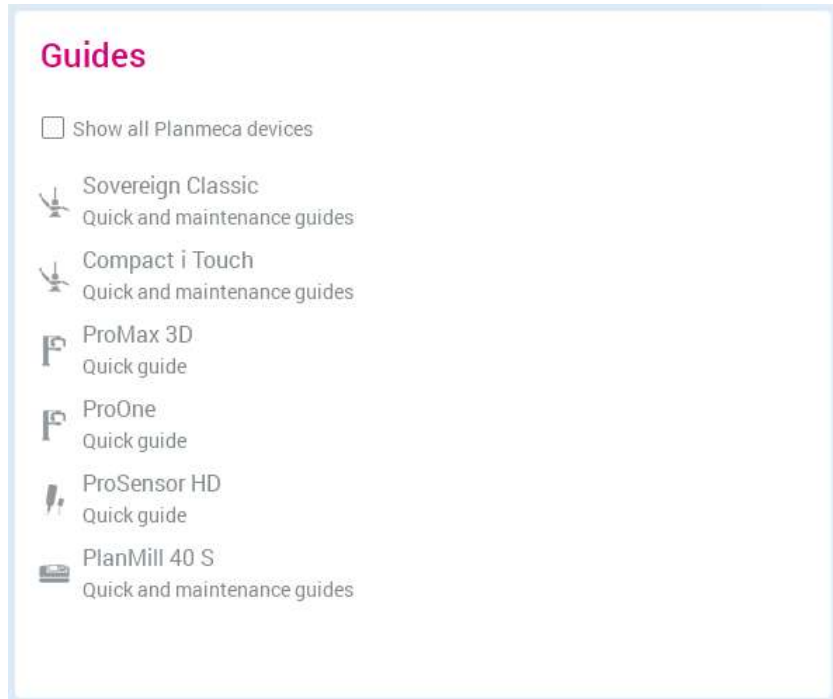 Guides
Show all Planmeca devices
Sovereign Classic
Quick and maintenance guides
Compact i Touch
Quick and maintenance guides
ProMax 3D
Quick guide
ProOne
Quick guide
ProSensor HD
Quick guide
PlanMill 40 S
Quick and maintenance guides